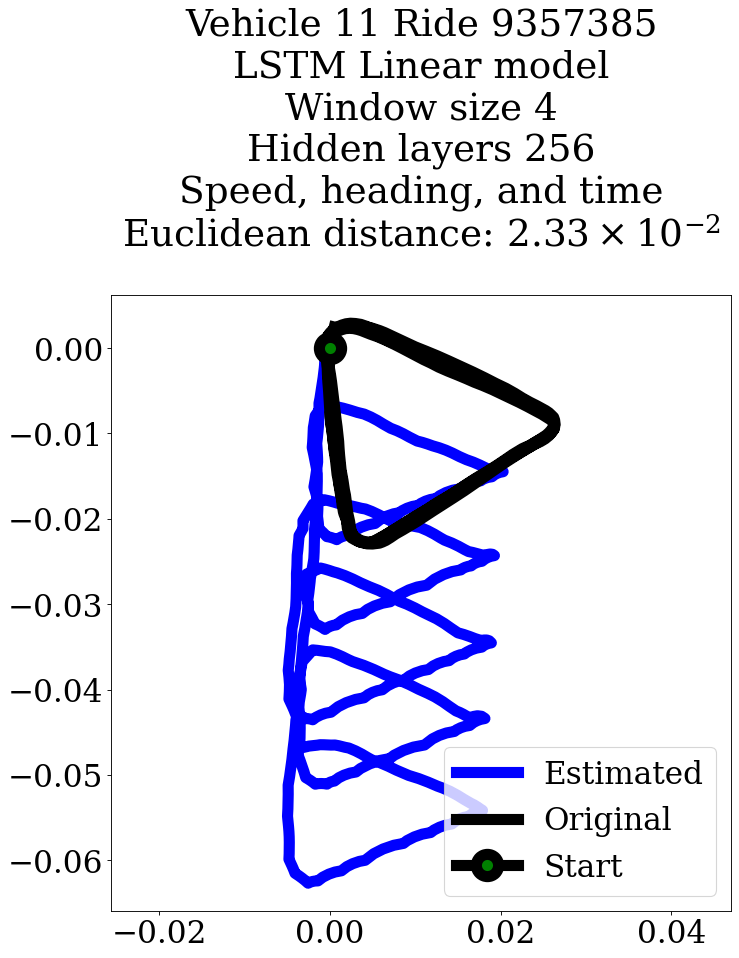 Vehicle 11 Ride 9357385
LSTM Linear model
Window size 4
Hidden layers 256
Speed, heading, and time
Euclidean distance: 2.33 × 10⁻²
0.00
−0.01
−0.02
−0.03
−0.04
−0.05
−0.06
Estimated
Original
Start
−0.02 0.00 0.02 0.04